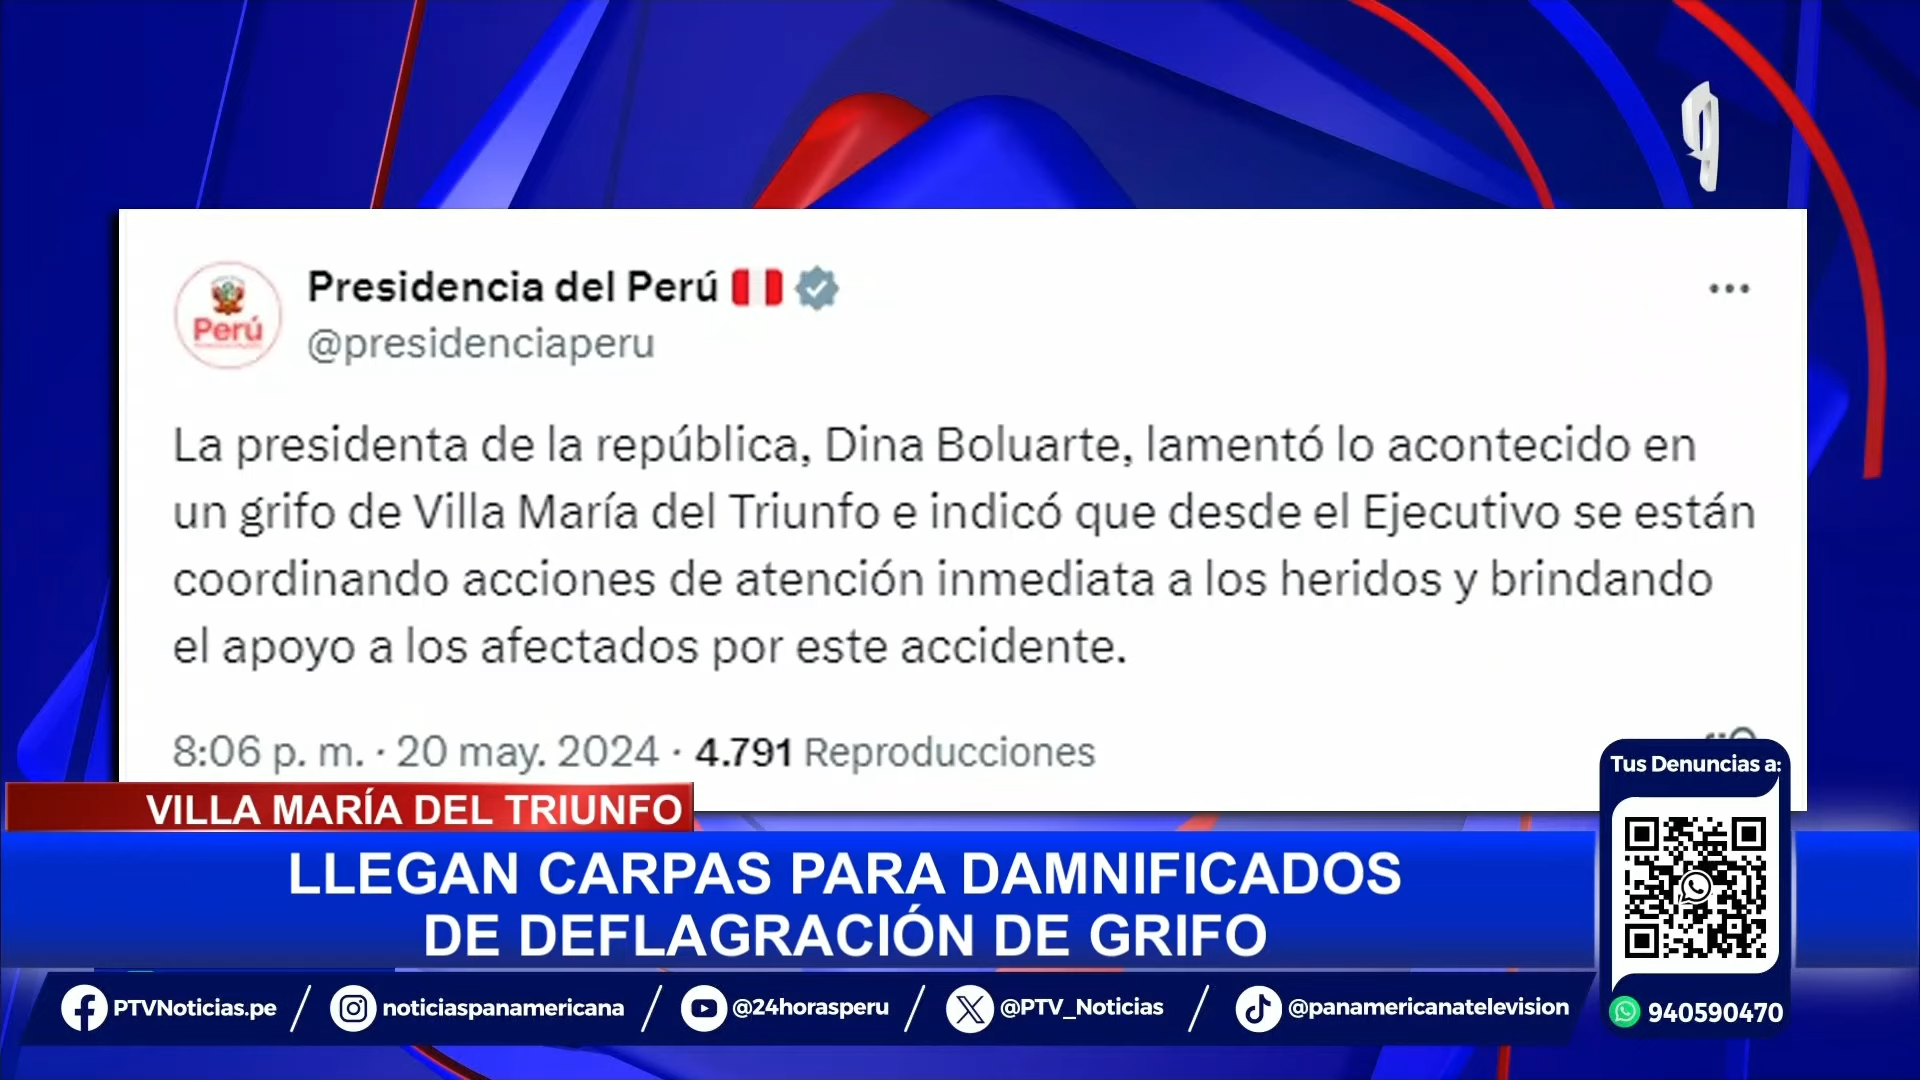 Presidencia del Perú
Perú
@presidenciaperu
La presidenta de la república, Dina Boluarte, lamentó lo acontecido en
un grifo de Villa María del Triunfo e indicó que desde el Ejecutivo se están
coordinando acciones de atención inmediata a los heridos y brindando
el apoyo a los afectados por este accidente.
8:06 p. m. · 20 may. 2024 · 4.791 Reproducciones
Tus Denuncias a:
VILLA MARÍA DEL TRIUNFO
LLEGAN CARPAS PARA DAMNIFICADOS
DE DEFLAGRACIÓN DE GRIFO
PTVNoticias.pe / noticiaspanamericana / @24horasperu / @PTV_Noticias / @panamericanatelevision
940590470